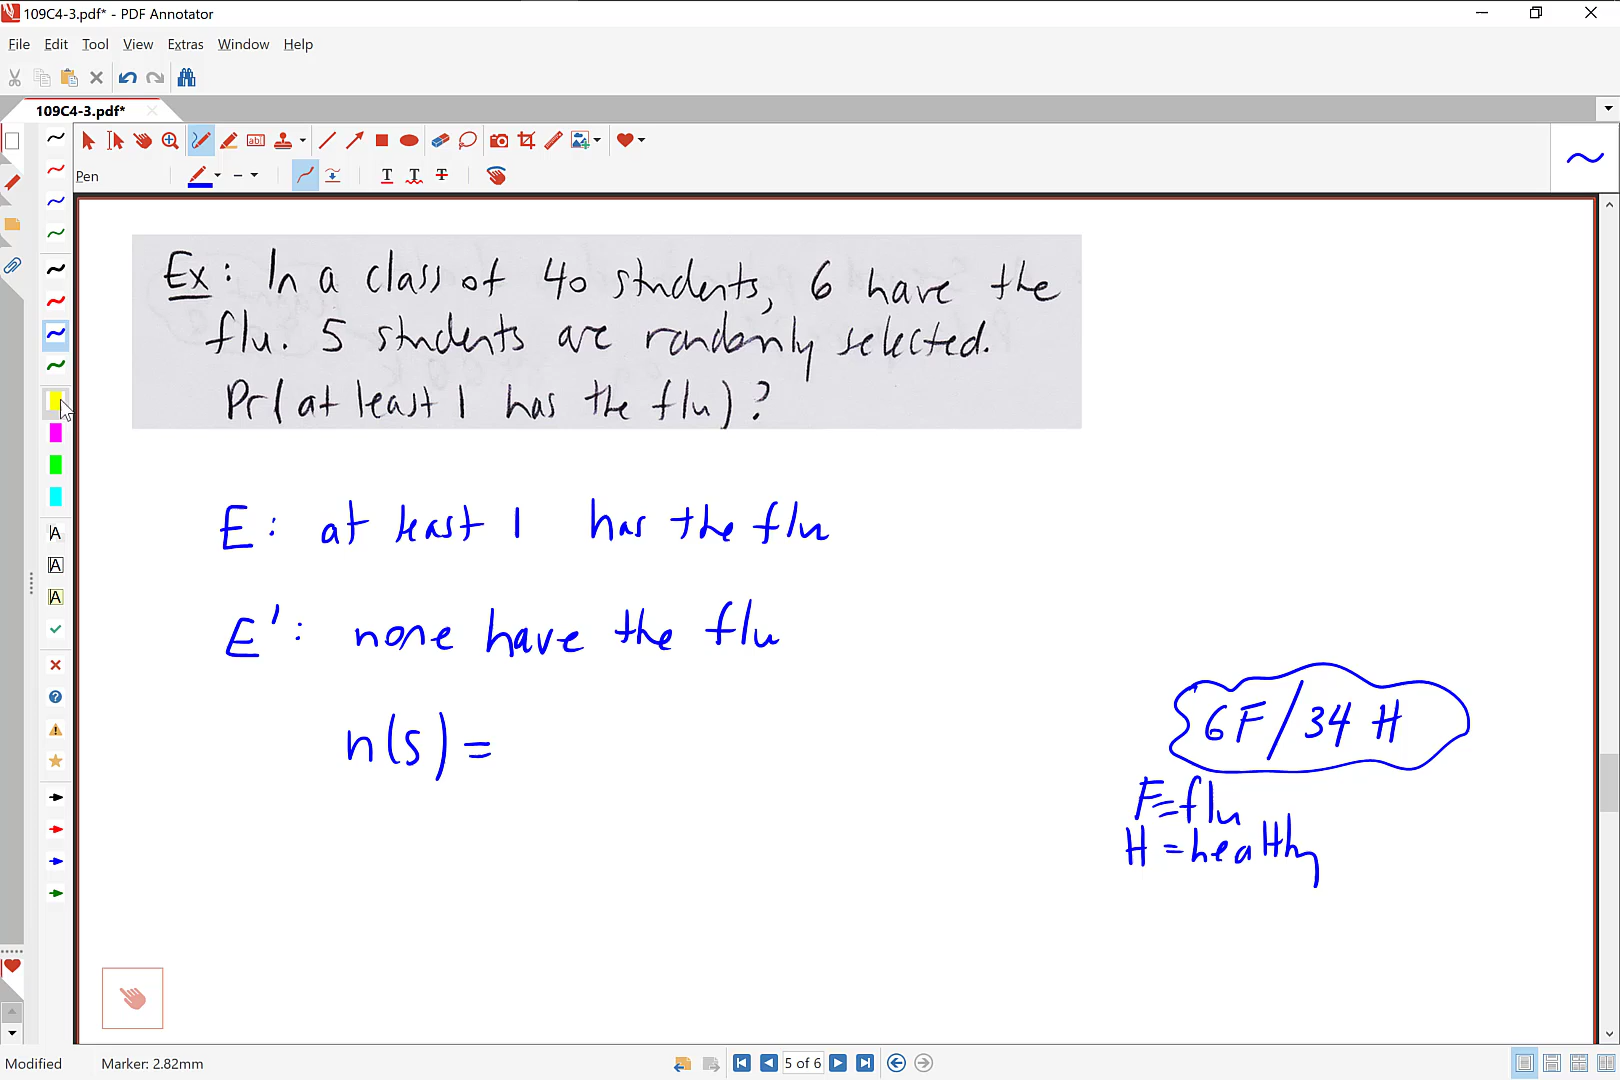 109C4-3.pdf* - PDF Annotator
File Edit Tool View Extras Window Help
109C4-3.pdf*
Pen
Ex: In a class of 40 students, 6 have the
flu. 5 students are randomly selected.
Pr(at least 1 has the flu)?
E: at least 1 has the flu
E': none have the flu
n(s) =
6F/34 H
F=flu
H=healthy
Modified Marker: 2.82mm 5 of 6